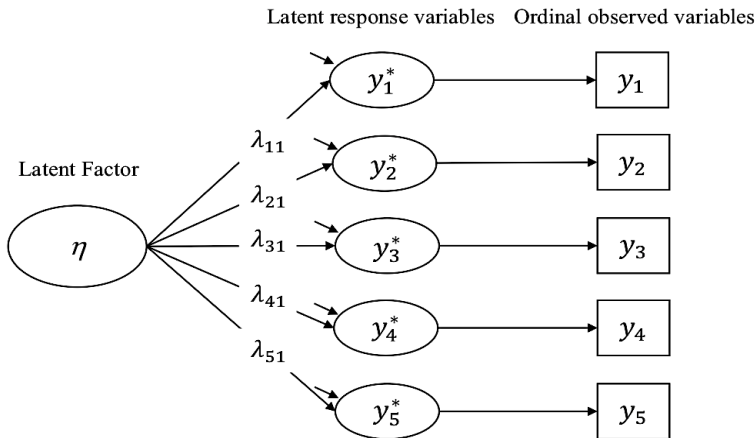 Latent response variables
Ordinal observed variables
y₁*
y₁
λ₁₁
y₂*
y₂
Latent Factor
λ₂₁
η
λ₃₁
y₃*
y₃
λ₄₁
y₄*
y₄
λ₅₁
y₅*
y₅